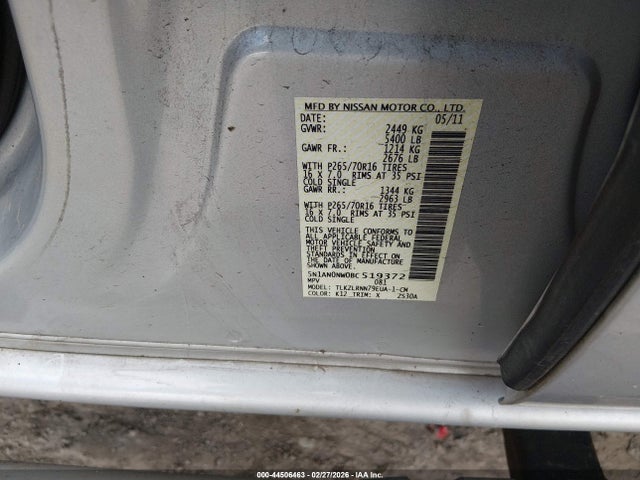 MFD BY NISSAN MOTOR CO., LTD.
DATE: 05/11
GVWR: 2449 KG
5400 LB
GAWR FR.: 1214 KG
2676 LB
WITH P265/70R16 TIRES
16 X 7.0 RIMS AT 35 PSI
COLD SINGLE
GAWR RR.: 1344 KG
2963 LB
WITH P265/70R16 TIRES
16 X 7.0 RIMS AT 35 PSI
COLD SINGLE
THIS VEHICLE CONFORMS TO
ALL APPLICABLE FEDERAL
MOTOR VEHICLE SAFETY
STANDARDS IN EFFECT ON
THE DATE OF MANUFACTURE
SHOWN ABOVE.
5N1AN0NW0BC519372
MPV 081
MODEL: TLKZLRNN79EUA-1-CN
COLOR: K12 TRIM: X 2530A
000-44506463 - 02/27/2026 - IAA Inc.